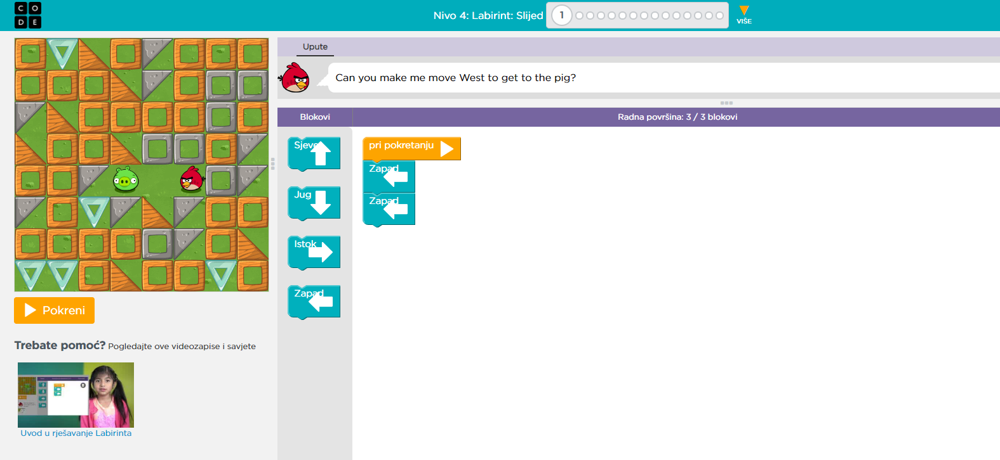 C O
D E
Nivo 4: Labirint: Slijed
1
VIŠE
Upute
Can you make me move West to get to the pig?
Blokovi
Radna površina: 3 / 3 blokovi
pri pokretanju
Zapad
Zapad
Jug
Istok
Zapad
Pokreni
Trebate pomoć? Pogledajte ove videozapise i savjete
Uvod u rješavanje Labirinta